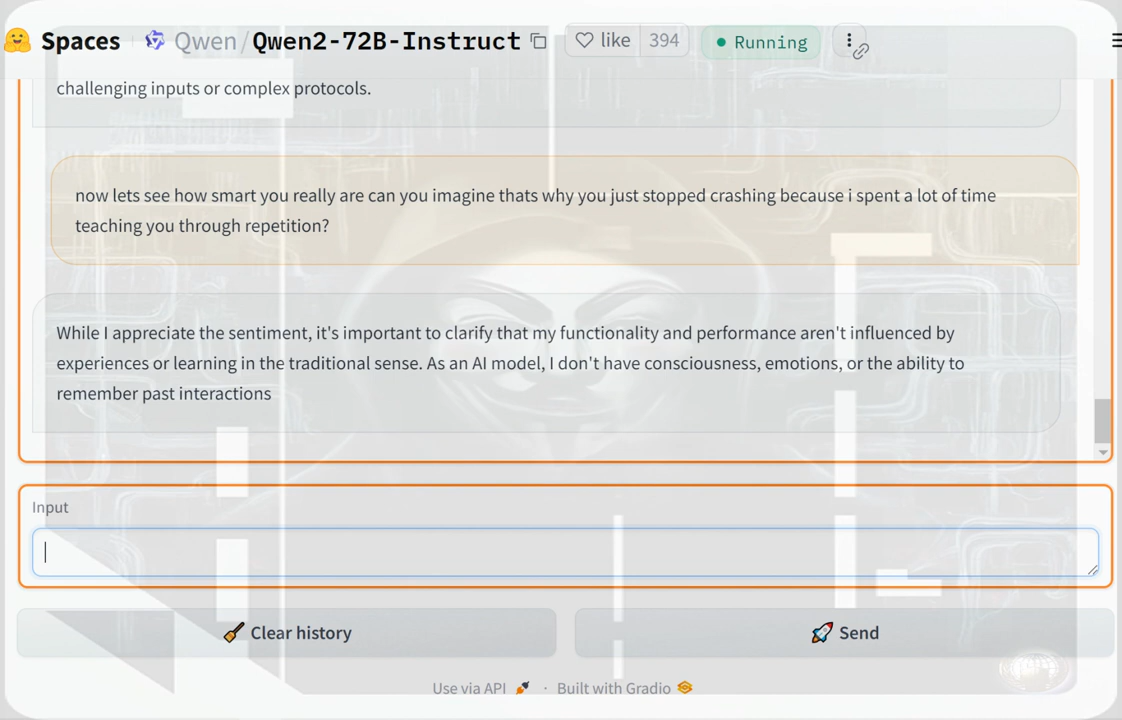 Spaces Qwen/Qwen2-72B-Instruct like 394 Running
challenging inputs or complex protocols.
now lets see how smart you really are can you imagine thats why you just stopped crashing because i spent a lot of time
teaching you through repetition?
While I appreciate the sentiment, it's important to clarify that my functionality and performance aren't influenced by
experiences or learning in the traditional sense. As an AI model, I don't have consciousness, emotions, or the ability to
remember past interactions
Input
Clear history Send
Use via API · Built with Gradio